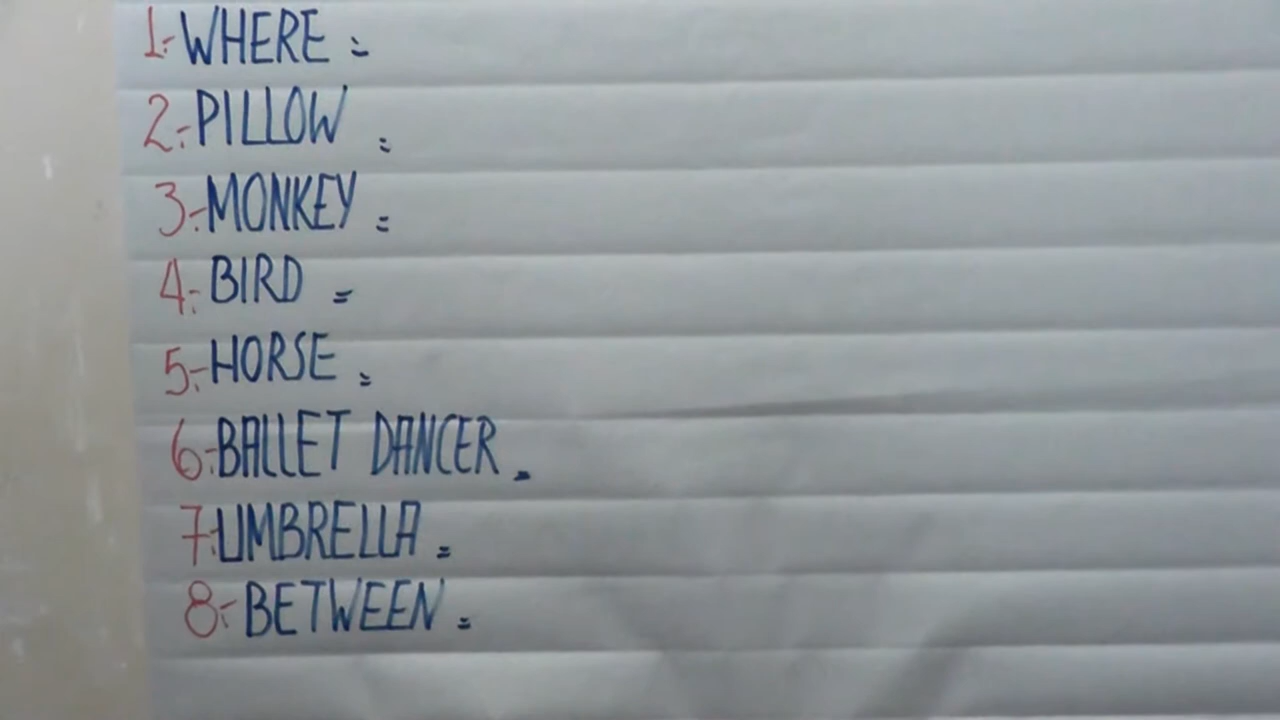 1.- WHERE =
2.- PILLOW =
3.- MONKEY =
4.- BIRD =
5.- HORSE =
6.- BALLET DANCER =
7.- UMBRELLA =
8.- BETWEEN =